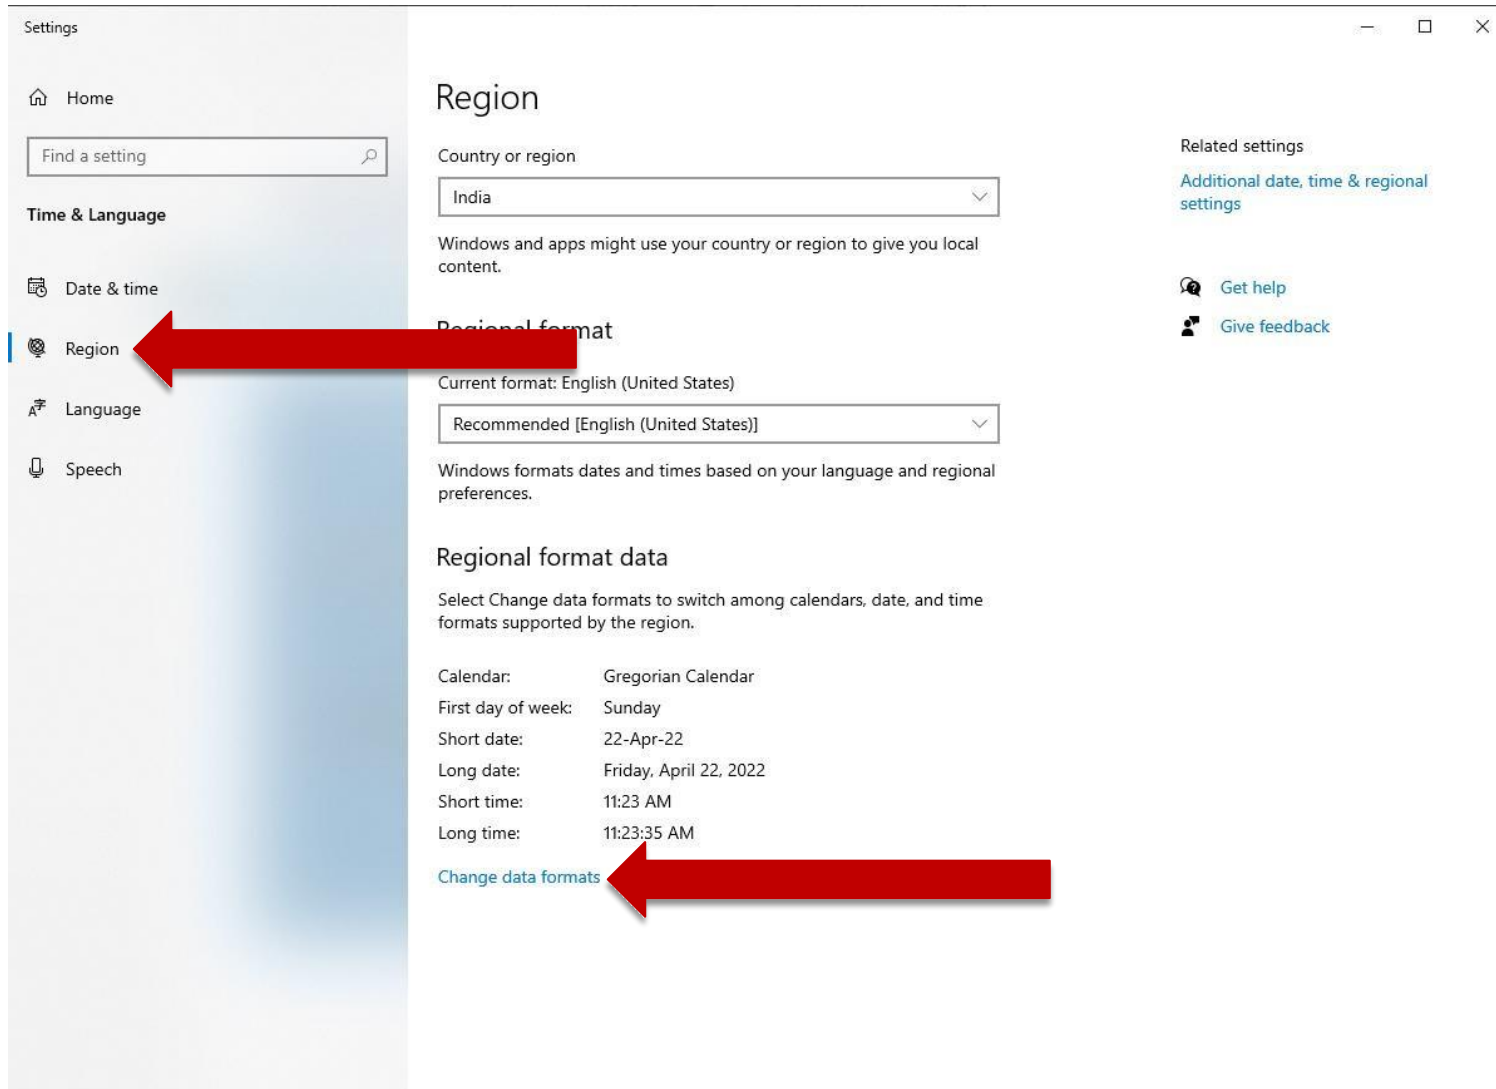 Settings
Home
Find a setting
Time & Language
Date & time
Region
Language
Speech
Region
Country or region
India
Windows and apps might use your country or region to give you local
content.
Regional format
Current format: English (United States)
Recommended [English (United States)]
Windows formats dates and times based on your language and regional
preferences.
Regional format data
Select Change data formats to switch among calendars, date, and time
formats supported by the region.
Calendar: Gregorian Calendar
First day of week: Sunday
Short date: 22-Apr-22
Long date: Friday, April 22, 2022
Short time: 11:23 AM
Long time: 11:23:35 AM
Change data formats
Related settings
Additional date, time & regional
settings
Get help
Give feedback